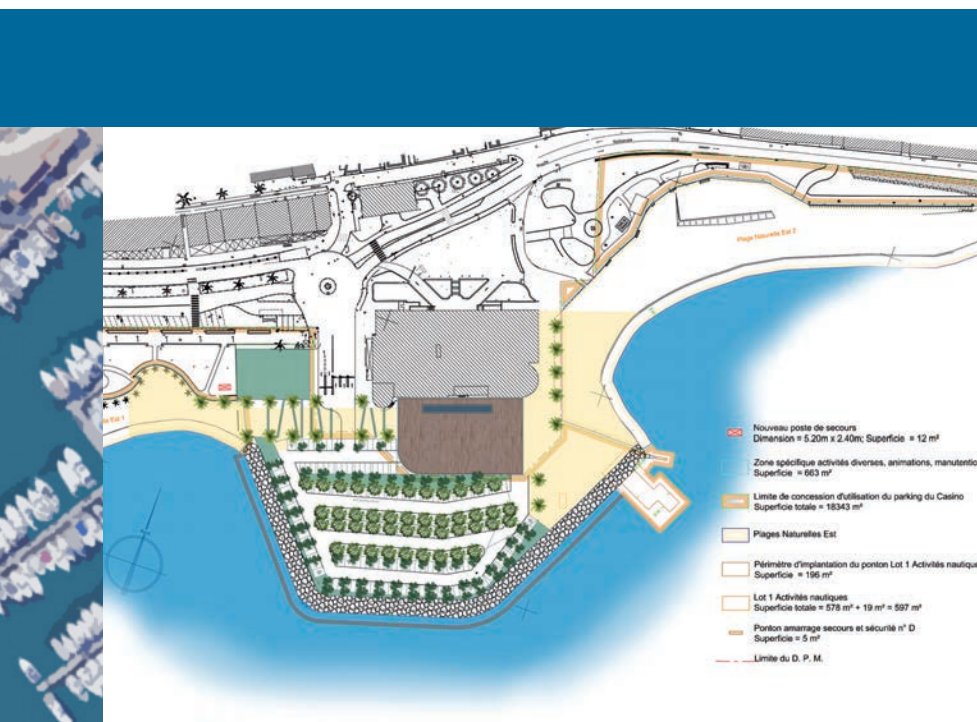 Plage Naturelle Est 2
Est 1
Nouveau poste de secours
Dimension = 5.20m x 2.40m; Superficie = 12 m²
Zone spécifique activités diverses, animations, manutentio
Superficie = 663 m²
Limite de concession d'utilisation du parking du Casino
Superficie totale = 18343 m²
Plages Naturelles Est
Périmètre d'implantation du ponton Lot 1 Activités nautique
Superficie = 196 m²
Lot 1 Activités nautiques
Superficie totale = 578 m² + 19 m² = 597 m²
Ponton amarrage secours et sécurité n° D
Superficie = 5 m²
Limite du D. P. M.